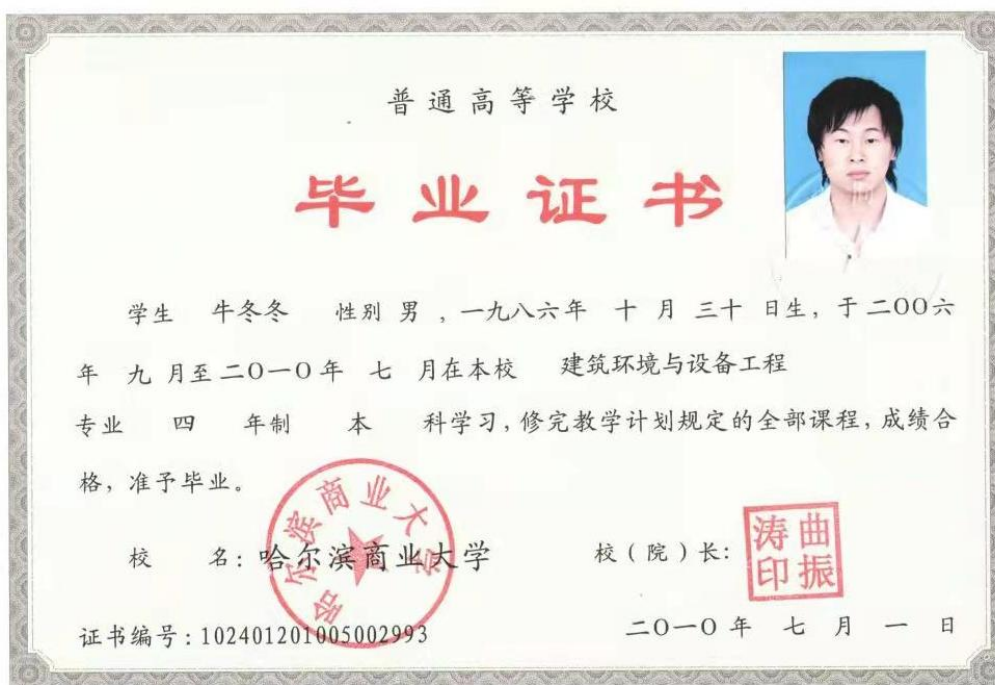 普通高等学校
毕业证书
学生 牛冬冬 性别 男 ,一九八六年 十 月 三十 日生,于二OO六
年 九 月至二O一O年 七 月在本校 建筑环境与设备工程
专业 四 年制 本 科学习,修完教学计划规定的全部课程,成绩合
格,准予毕业。
校 名:哈尔滨商业大学
哈尔滨商业大学
校(院)长:
曲振涛印
证书编号:102401201005002993
二O一O年 七 月 一 日